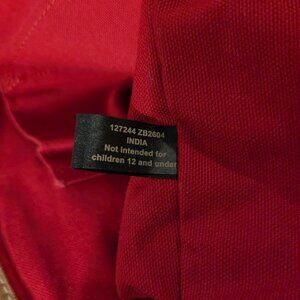 127244 ZB2604
INDIA
Not intended for
children 12 and under